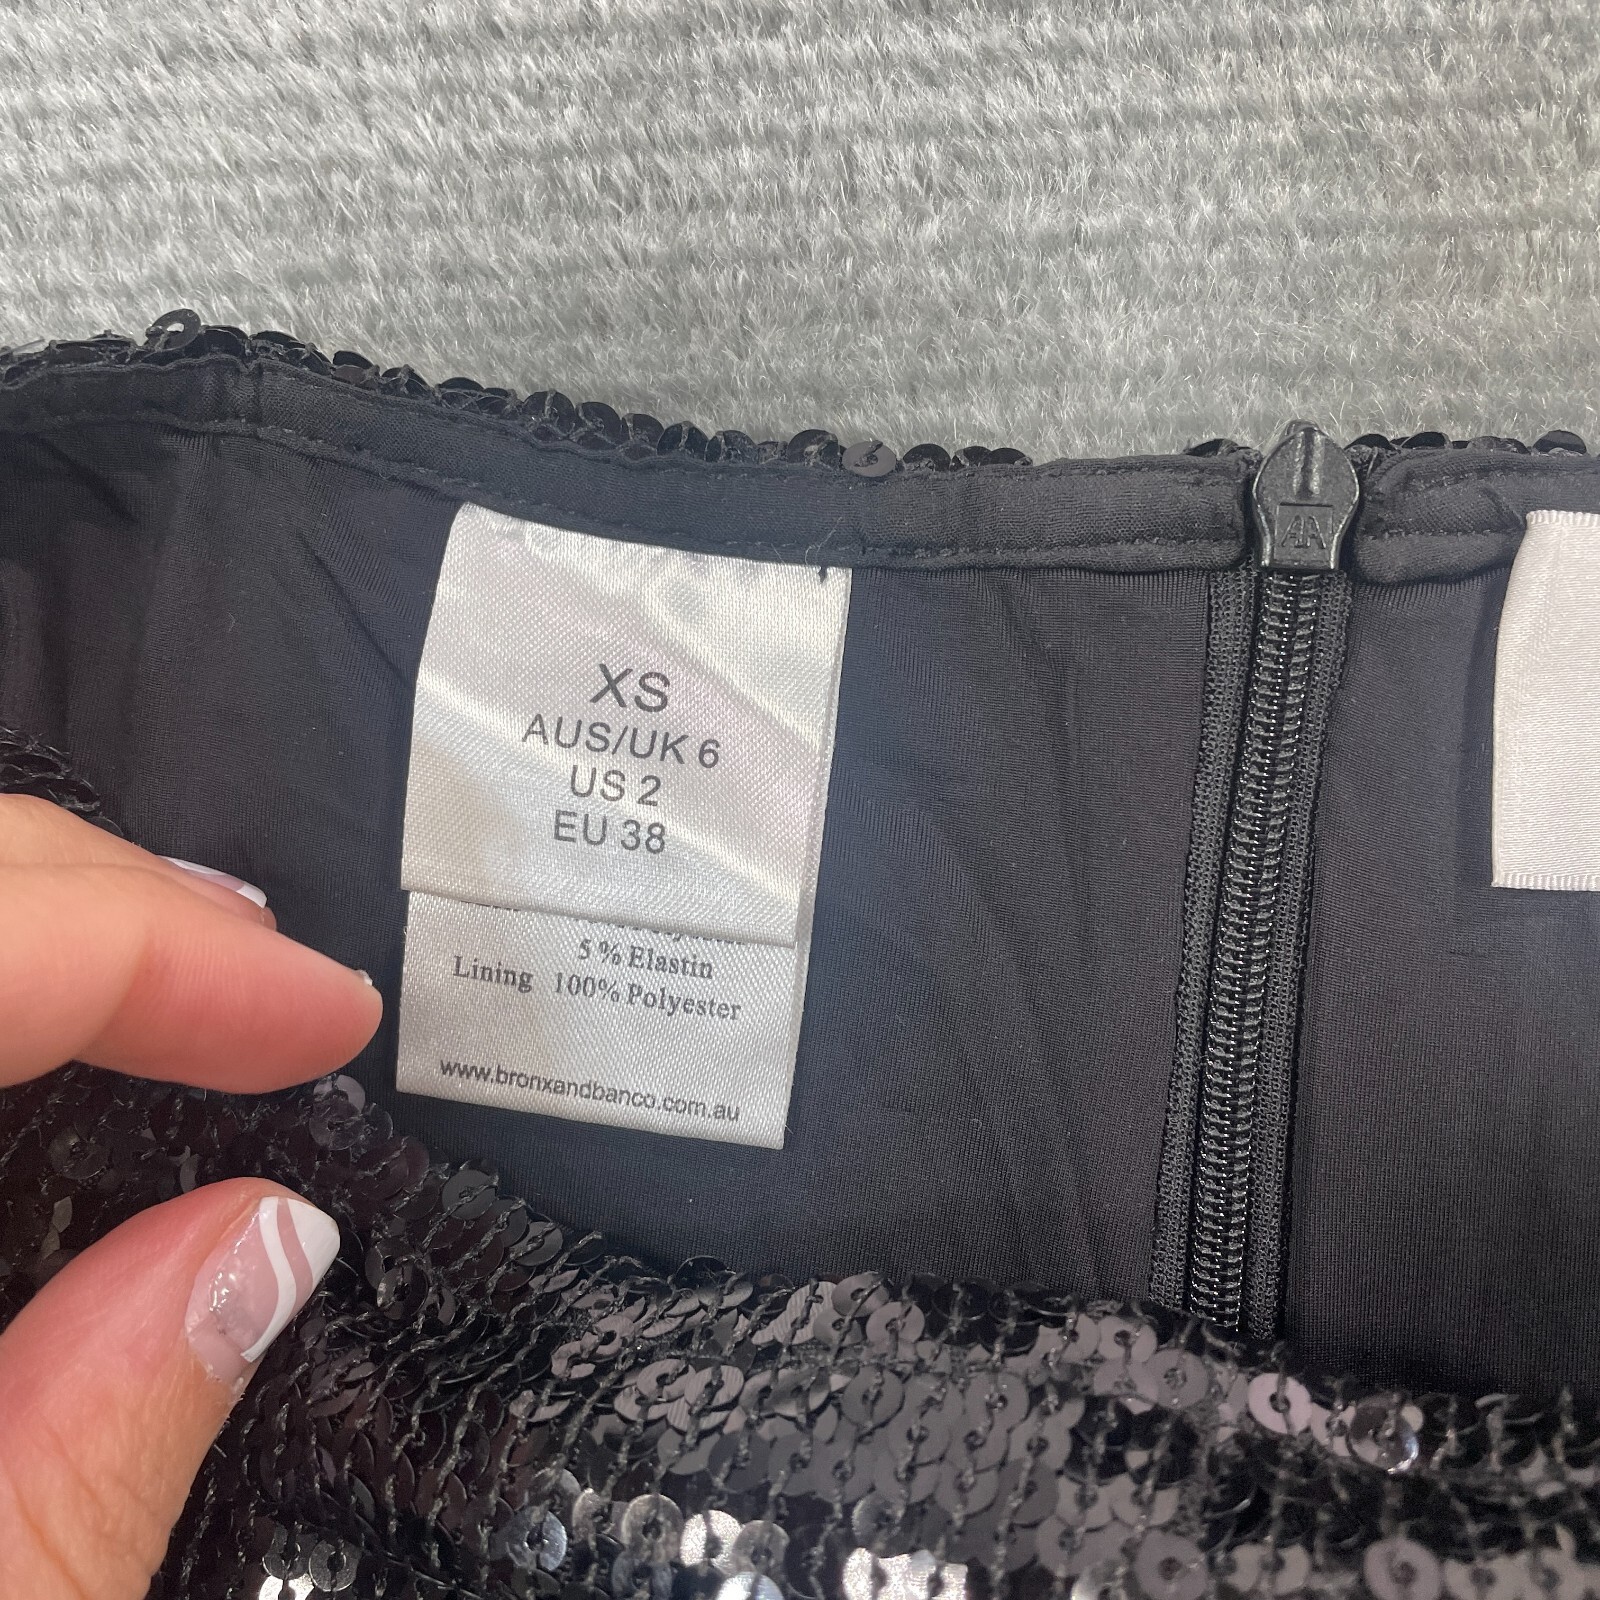 XS
AUS/UK 6
US 2
EU 38
5 % Elastin
Lining 100% Polyester
www.bronxandbanco.com.au